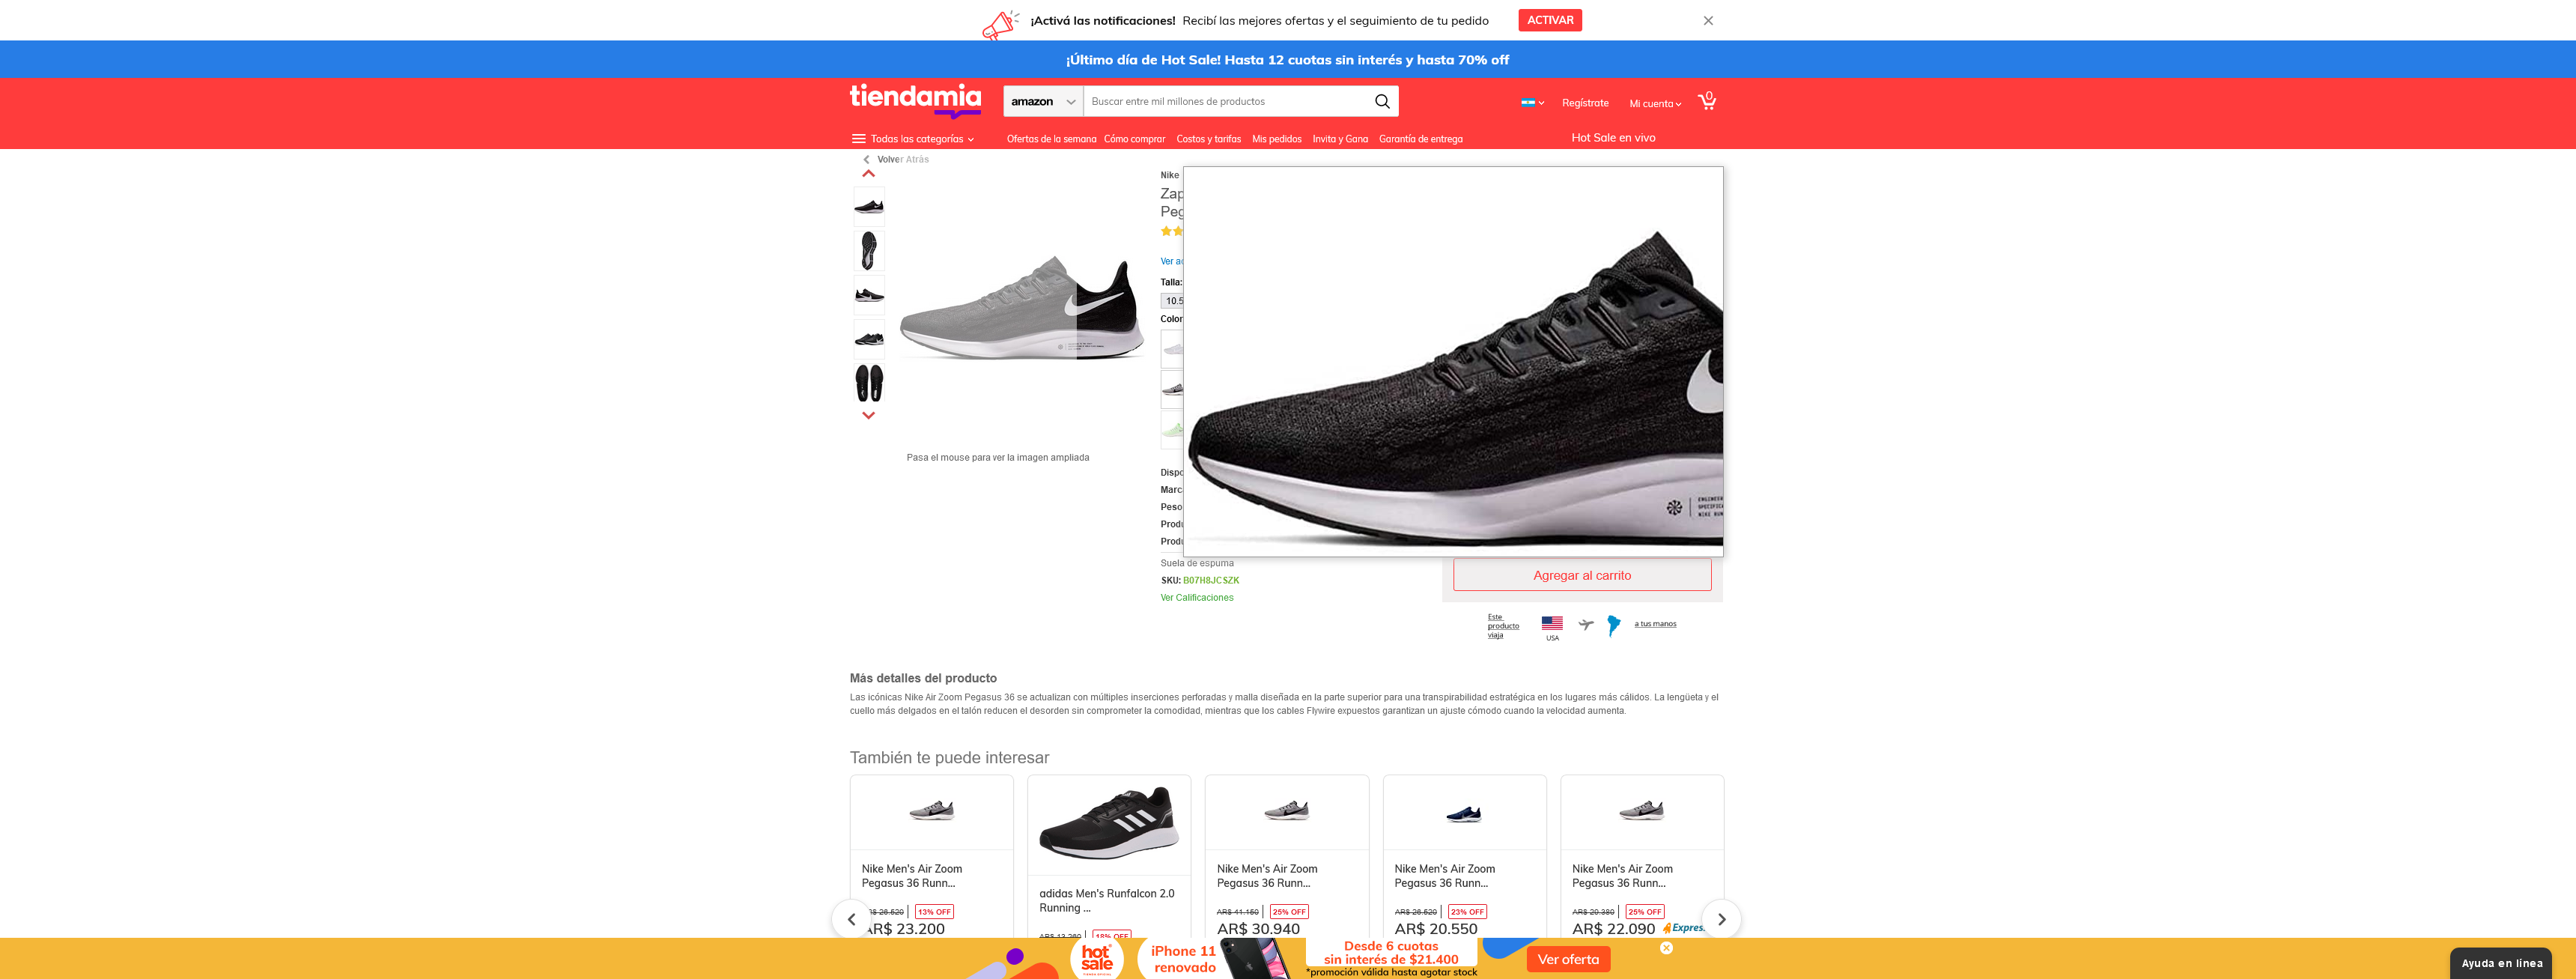 ¡Activá las notificaciones! Recibí las mejores ofertas y el seguimiento de tu pedido
ACTIVAR
¡Último día de Hot Sale! Hasta 12 cuotas sin interés y hasta 70% off
tiendamia
amazon
Buscar entre mil millones de productos
Regístrate
Mi cuenta
0
Todas las categorías
Ofertas de la semana
Cómo comprar
Costos y tarifas
Mis pedidos
Invita y Gana
Garantía de entrega
Hot Sale en vivo
Volver Atrás
Nike
Zap
Peg
Ver ac
Talla:
10.5
Color
Pasa el mouse para ver la imagen ampliada
Dispo
Marc
Peso
Produ
Produ
Suela de espuma
SKU: B07H8JCSZK
Ver Calificaciones
ENGINEE
SPECIFICA
NIKE RUN
Agregar al carrito
Este
producto
viaja
USA
a tus manos
Más detalles del producto
Las icónicas Nike Air Zoom Pegasus 36 se actualizan con múltiples inserciones perforadas y malla diseñada en la parte superior para una transpirabilidad estratégica en los lugares más cálidos. La lengüeta y el
cuello más delgados en el talón reducen el desorden sin comprometer la comodidad, mientras que los cables Flywire expuestos garantizan un ajuste cómodo cuando la velocidad aumenta.
También te puede interesar
Nike Men's Air Zoom
Pegasus 36 Runn...
AR$ 26.520
13% OFF
AR$ 23.200
adidas Men's Runfalcon 2.0
Running ...
AR$ 13.260
18% OFF
Nike Men's Air Zoom
Pegasus 36 Runn...
AR$ 41.150
25% OFF
AR$ 30.940
Nike Men's Air Zoom
Pegasus 36 Runn...
AR$ 26.520
23% OFF
AR$ 20.550
Nike Men's Air Zoom
Pegasus 36 Runn...
AR$ 29.380
25% OFF
AR$ 22.090
Express
hot
sale
iPhone 11
renovado
Desde 6 cuotas
sin interés de $21.400
*promoción válida hasta agotar stock
Ver oferta
Ayuda en línea